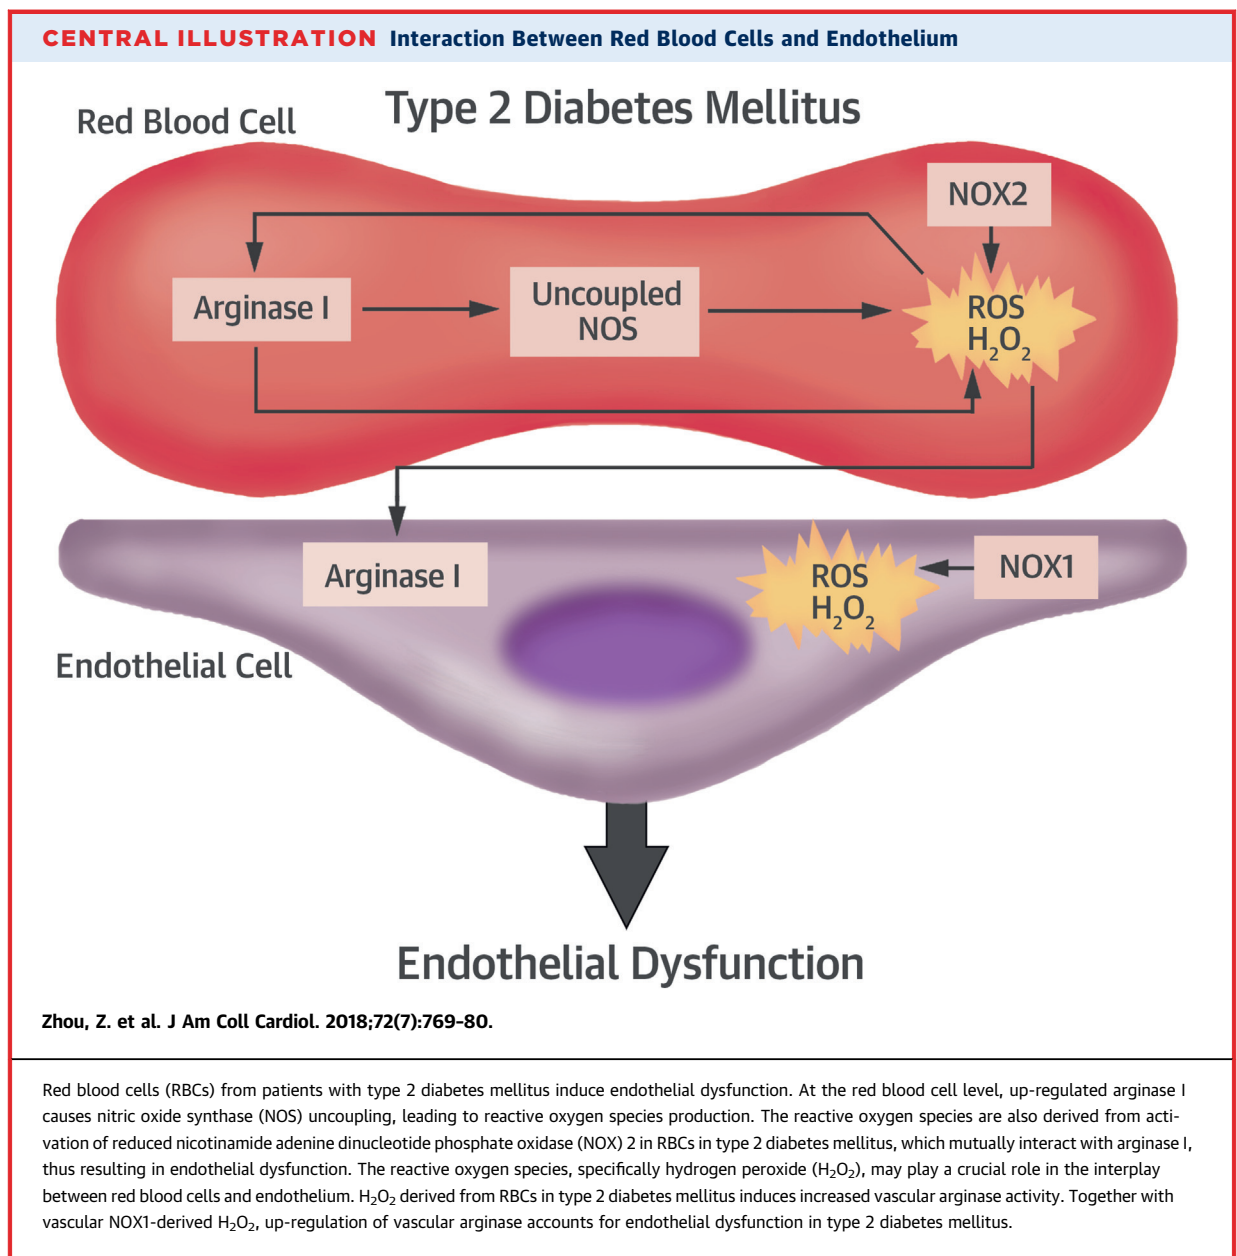 CENTRAL ILLUSTRATION Interaction Between Red Blood Cells and Endothelium
Type 2 Diabetes Mellitus
Red Blood Cell
NOX2
Arginase I
Uncoupled
NOS
ROS
H₂O₂
Arginase I
ROS
H₂O₂
NOX1
Endothelial Cell
Endothelial Dysfunction
Zhou, Z. et al. J Am Coll Cardiol. 2018;72(7):769–80.
Red blood cells (RBCs) from patients with type 2 diabetes mellitus induce endothelial dysfunction. At the red blood cell level, up-regulated arginase I
causes nitric oxide synthase (NOS) uncoupling, leading to reactive oxygen species production. The reactive oxygen species are also derived from acti-
vation of reduced nicotinamide adenine dinucleotide phosphate oxidase (NOX) 2 in RBCs in type 2 diabetes mellitus, which mutually interact with arginase I,
thus resulting in endothelial dysfunction. The reactive oxygen species, specifically hydrogen peroxide (H₂O₂), may play a crucial role in the interplay
between red blood cells and endothelium. H₂O₂ derived from RBCs in type 2 diabetes mellitus induces increased vascular arginase activity. Together with
vascular NOX1-derived H₂O₂, up-regulation of vascular arginase accounts for endothelial dysfunction in type 2 diabetes mellitus.